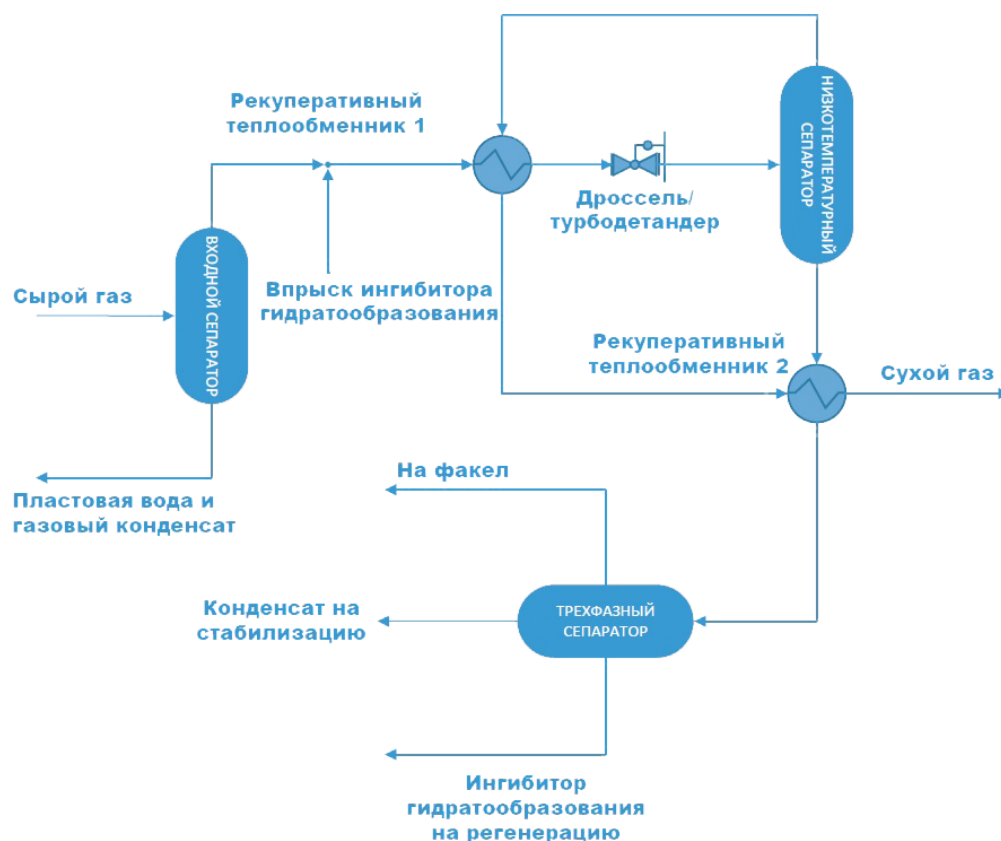 Рекуперативный
теплообменник 1
НИЗКОТЕМПЕРАТУРНЫЙ
СЕПАРАТОР
Дроссель/
турбодетандер
ВХОДНОЙ СЕПАРАТОР
Сырой газ
Впрыск ингибитора
гидратообразования
Рекуперативный
теплообменник 2
Сухой газ
Пластовая вода и
газовый конденсат
На факел
Конденсат на
стабилизацию
ТРЕХФАЗНЫЙ
СЕПАРАТОР
Ингибитор
гидратообразования
на регенерацию